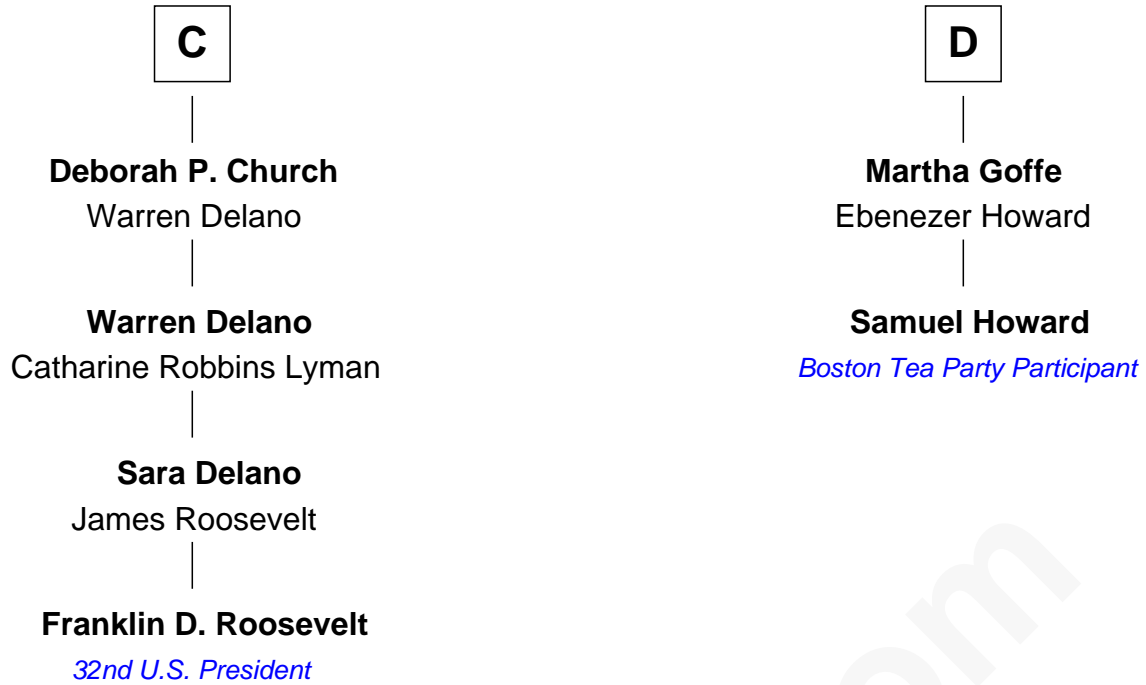 C
Deborah P. Church
Warren Delano
Warren Delano
Catharine Robbins Lyman
Sara Delano
James Roosevelt
Franklin D. Roosevelt
32nd U.S. President
D
Martha Goffe
Ebenezer Howard
Samuel Howard
Boston Tea Party Participant
om